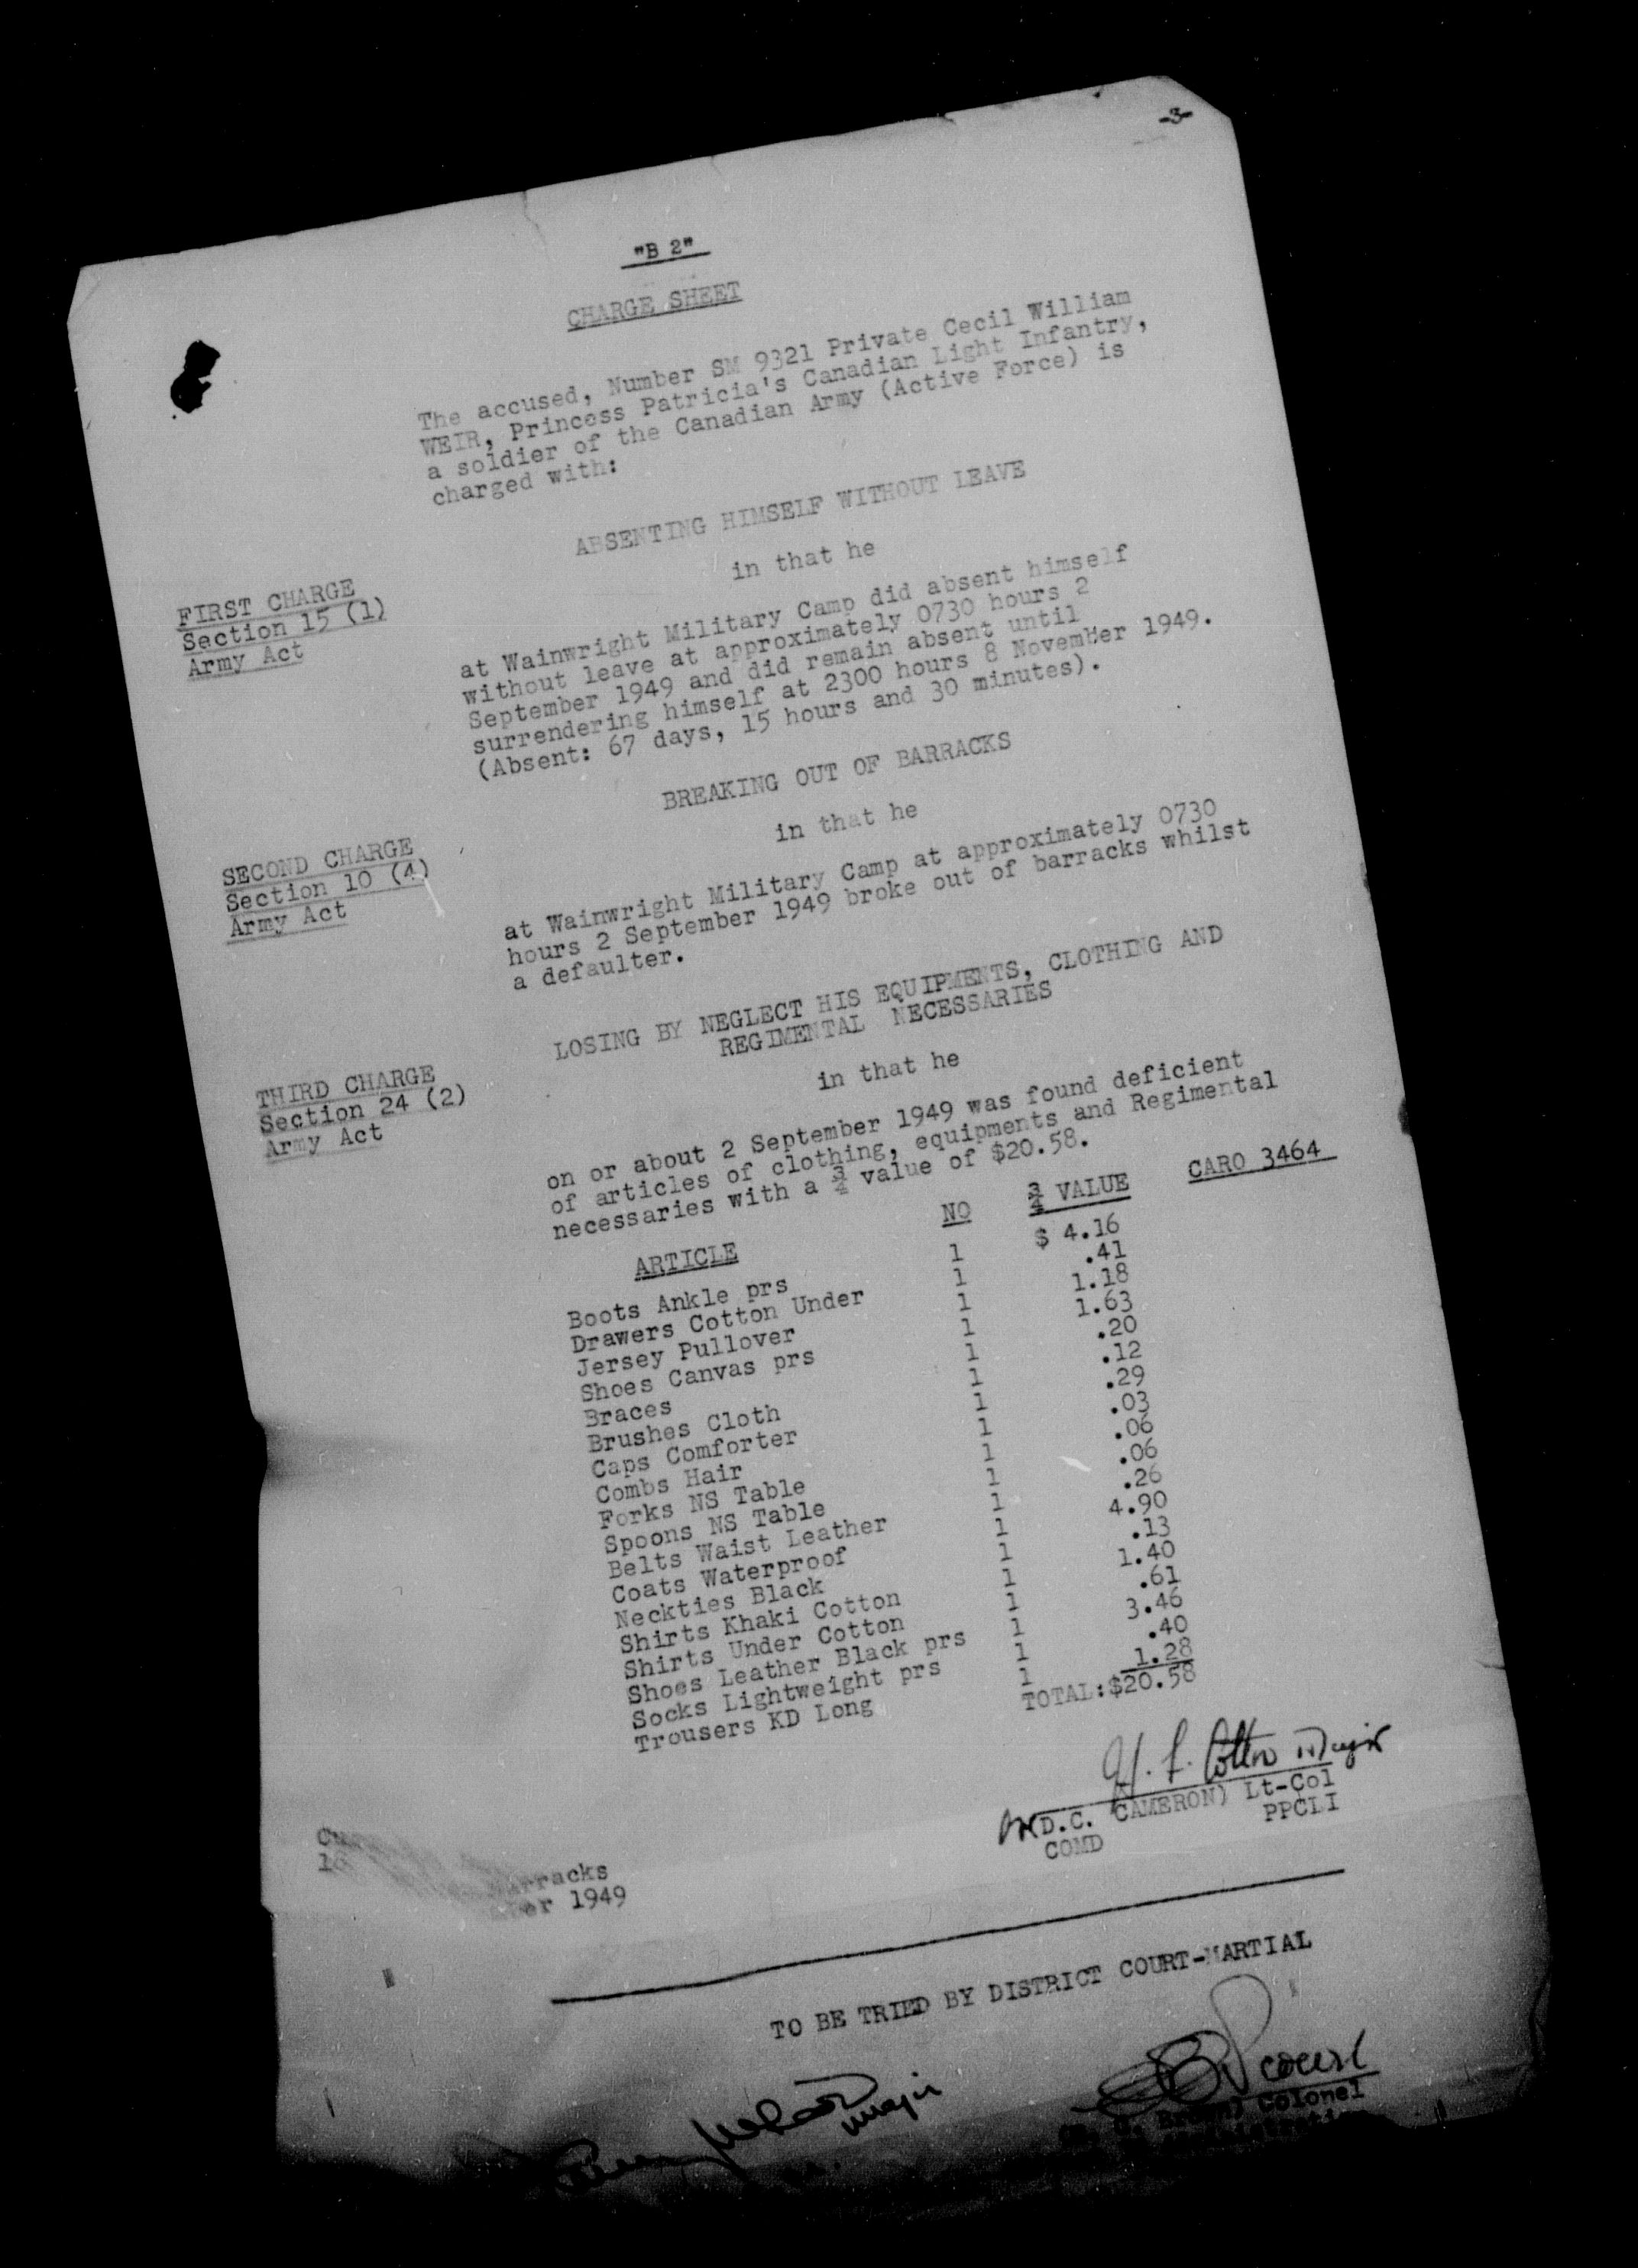 -3-
"B 2"
CHARGE SHEET
The accused, Number SM 9321 Private Cecil William
WEIR, Princess Patricia's Canadian Light Infantry,
a soldier of the Canadian Army (Active Force) is
charged with:
ABSENTING HIMSELF WITHOUT LEAVE
in that he
FIRST CHARGE
Section 15 (1)
Army Act
at Wainwright Military Camp did absent himself
without leave at approximately 0730 hours 2
September 1949 and did remain absent until
surrendering himself at 2300 hours 8 November 1949.
(Absent: 67 days, 15 hours and 30 minutes).
BREAKING OUT OF BARRACKS
in that he
SECOND CHARGE
Section 10 (4)
Army Act
at Wainwright Military Camp at approximately 0730
hours 2 September 1949 broke out of barracks whilst
a defaulter.
LOSING BY NEGLECT HIS EQUIPMENTS, CLOTHING AND
REGIMENTAL NECESSARIES
in that he
THIRD CHARGE
Section 24 (2)
Army Act
on or about 2 September 1949 was found deficient
of articles of clothing, equipments and Regimental
necessaries with a ¾ value of $20.58.
ARTICLE NO ¾ VALUE CARO 3464
Boots Ankle prs 1 $ 4.16
Drawers Cotton Under 1 .41
Jersey Pullover 1 1.18
Shoes Canvas prs 1 1.63
Braces 1 .20
Brushes Cloth 1 .12
Caps Comforter 1 .29
Combs Hair 1 .03
Forks NS Table 1 .06
Spoons NS Table 1 .06
Belts Waist Leather 1 .26
Coats Waterproof 1 4.90
Neckties Black 1 .13
Shirts Khaki Cotton 1 1.40
Shirts Under Cotton 1 .61
Shoes Leather Black prs 1 3.46
Socks Lightweight prs 1 .40
Trousers KD Long 1 1.28
TOTAL:$20.58
Major
(D.C. CAMERON) Lt-Col
COMD PPCLI
Barracks
1949
TO BE TRIED BY DISTRICT COURT-MARTIAL
Major
Colonel